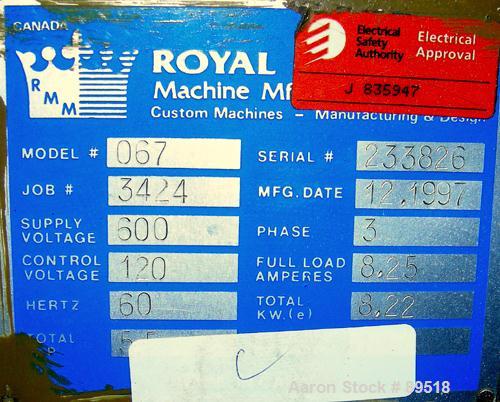 CANADA
RMM
ROYAL
Machine
Custom Machines - Manufacturing & Design
Electrical Safety Authority
Electrical Approval
J 835947
MODEL # 067 SERIAL # 233826
JOB # 3424 MFG. DATE 12.1997
SUPPLY VOLTAGE 600 PHASE 3
CONTROL VOLTAGE 120 FULL LOAD AMPERES 8.25
HERTZ 60 TOTAL KW.(e) 8.22
TOTAL
Aaron Stock # 89518